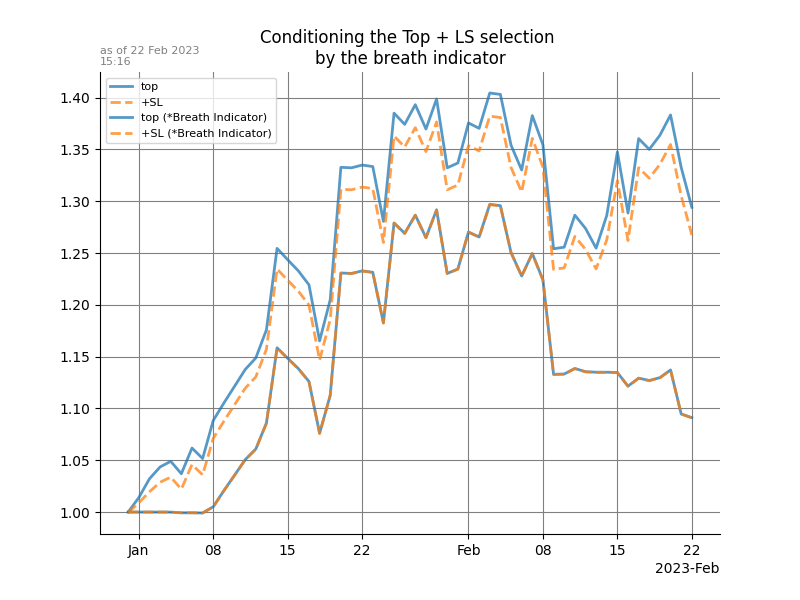 Conditioning the Top + LS selection
by the breath indicator
as of 22 Feb 2023
15:16
top
+SL
top (*Breath Indicator)
+SL (*Breath Indicator)
1.40
1.35
1.30
1.25
1.20
1.15
1.10
1.05
1.00
Jan 08 15 22 Feb 08 15 22
2023-Feb